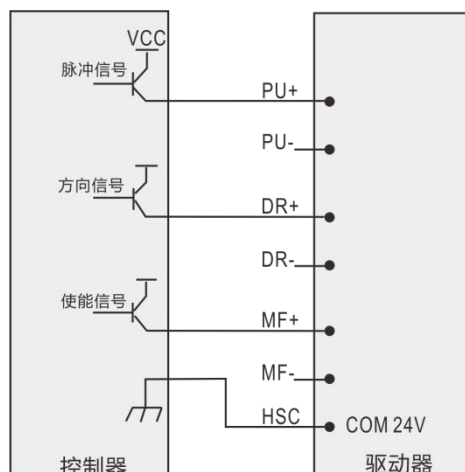 VCC
脉冲信号
PU+
PU-
方向信号
DR+
DR-
使能信号
MF+
MF-
HSC
COM 24V
控制器
驱动器